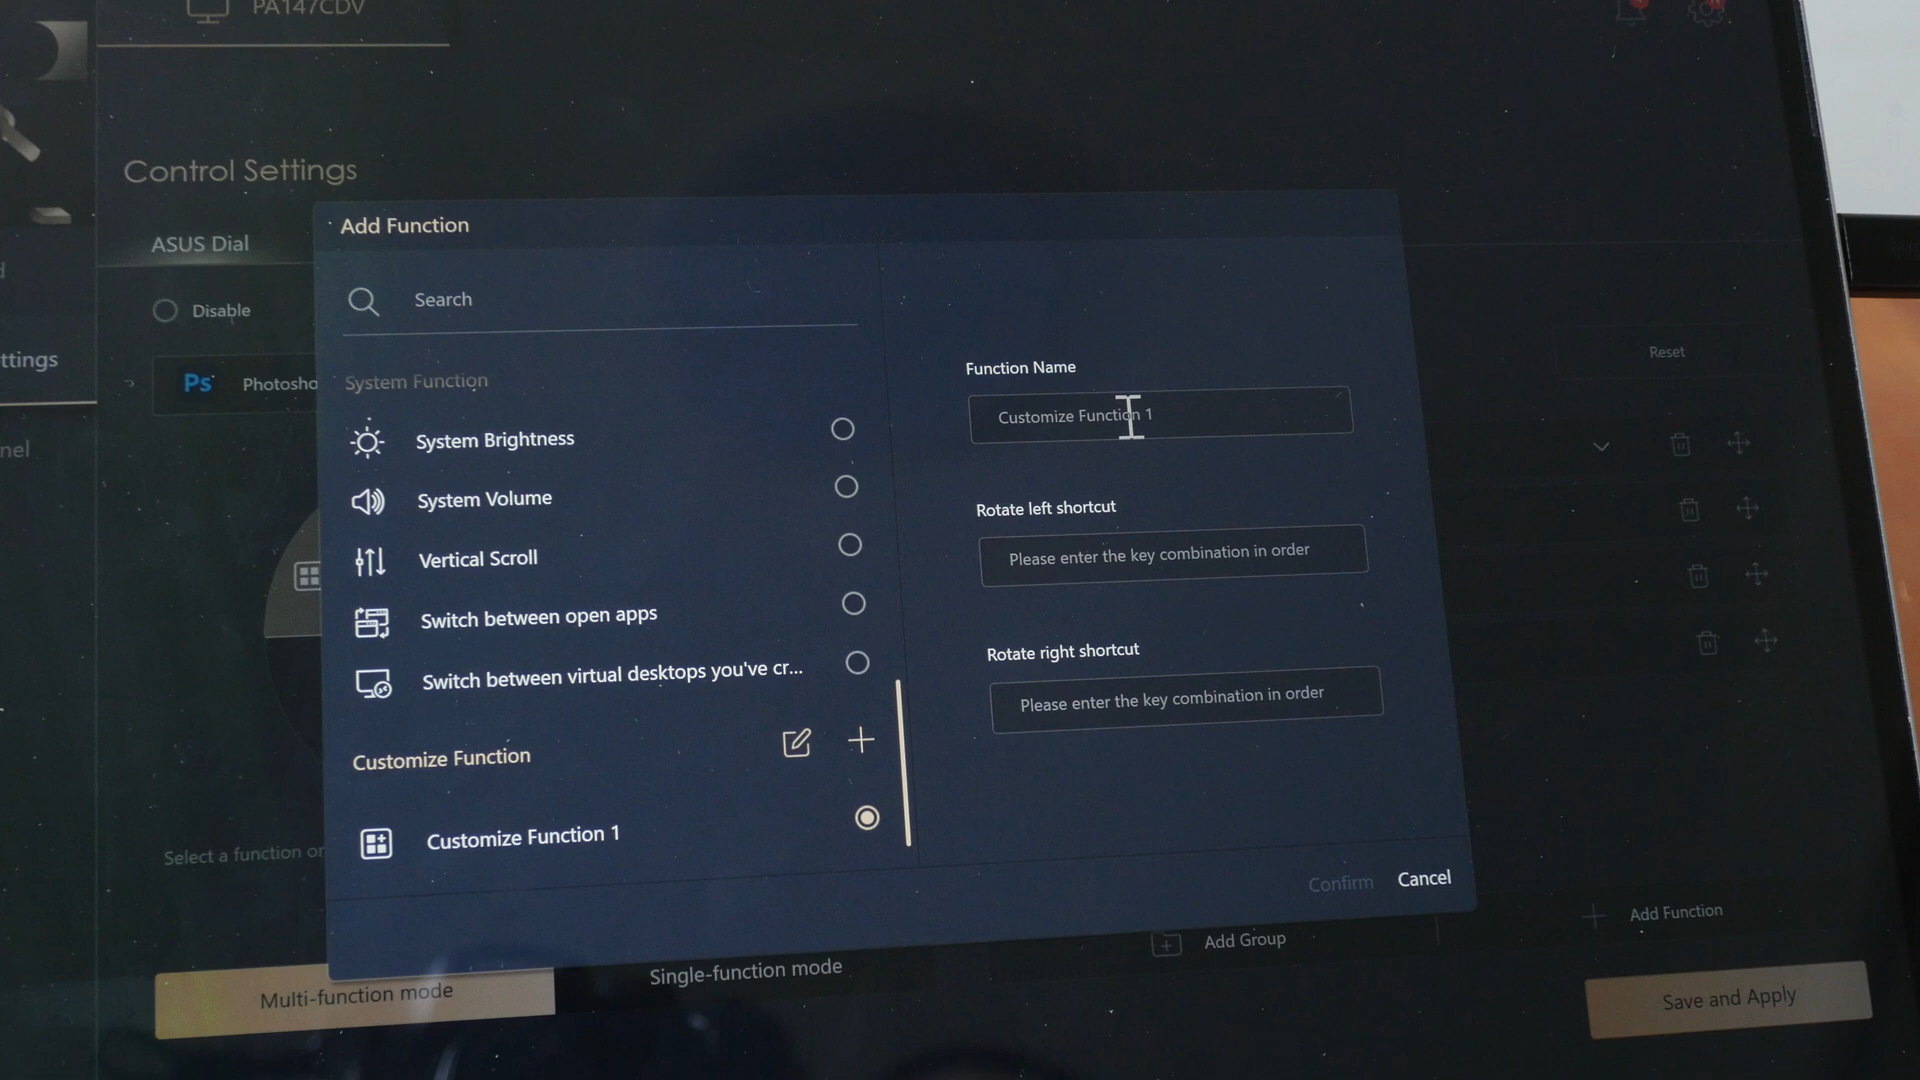 PA147CDV
Control Settings
ASUS Dial
Disable
ttings
Ps Photosho
nel
Select a function or
Add Function
Search
System Function
System Brightness
System Volume
Vertical Scroll
Switch between open apps
Switch between virtual desktops you've cr...
Customize Function
Customize Function 1
Function Name
Customize Function 1
Rotate left shortcut
Please enter the key combination in order
Rotate right shortcut
Please enter the key combination in order
Confirm Cancel
Reset
Add Group
Add Function
Multi-function mode
Single-function mode
Save and Apply